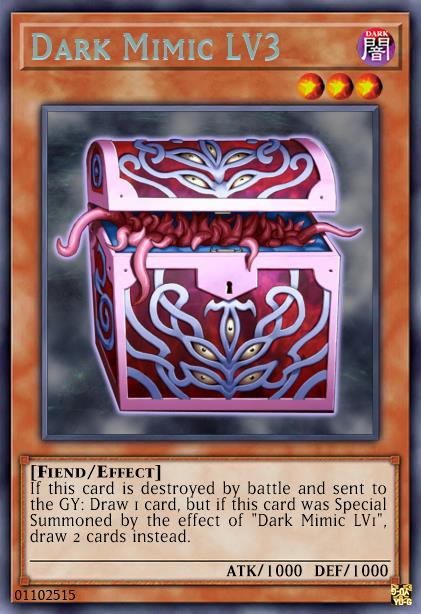 Dark Mimic LV3
DARK
闇
[Fiend/Effect]
If this card is destroyed by battle and sent to
the GY: Draw 1 card, but if this card was Special
Summoned by the effect of "Dark Mimic LV1",
draw 2 cards instead.
ATK/1000 DEF/1000
01102515